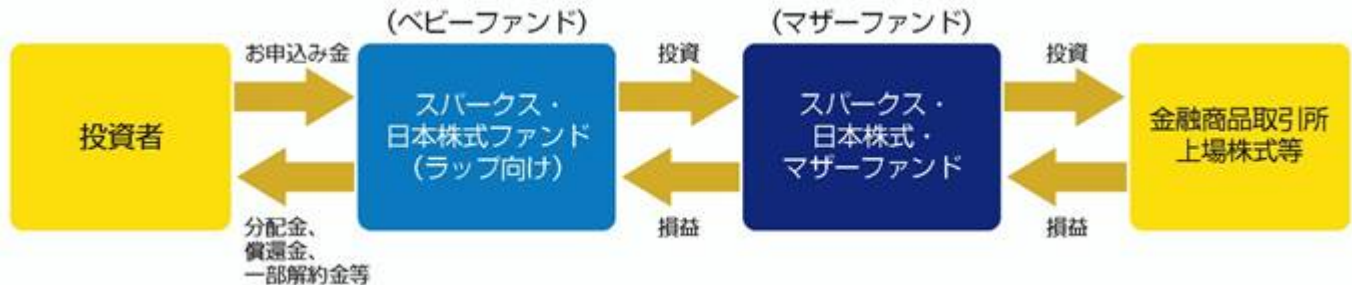 (ベビーファンド)
(マザーファンド)
お申込み金
投資
投資
投資者
スパークス・
日本株式ファンド
(ラップ向け)
スパークス・
日本株式・
マザーファンド
金融商品取引所
上場株式等
分配金、
償還金、
一部解約金等
損益
損益